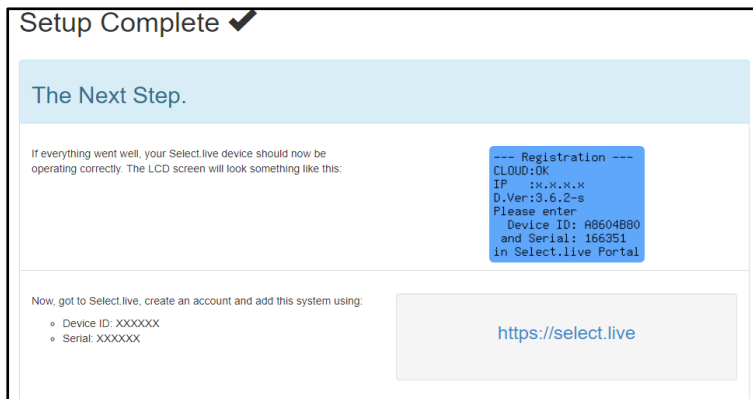 Setup Complete ✔
The Next Step.
If everything went well, your Select.live device should now be
operating correctly. The LCD screen will look something like this:
--- Registration ---
CLOUD:OK
IP :x.x.x.x
D.Ver:3.6.2-s
Please enter
Device ID: A8604B80
and Serial: 166351
in Select.live Portal
Now, got to Select.live, create an account and add this system using:
Device ID: XXXXXX
Serial: XXXXXX
https://select.live